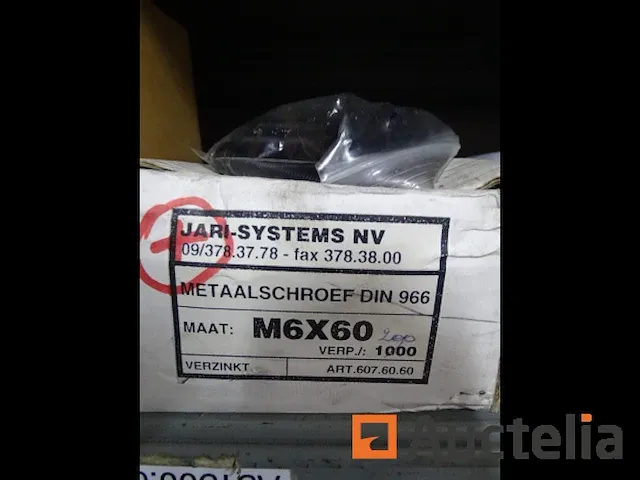 JARI-SYSTEMS NV
09/378.37.78 - fax 378.38.00
METAALSCHROEF DIN 966
MAAT: M6X60 200
VERP./: 1000
VERZINKT ART.607.60.60
Auctelia